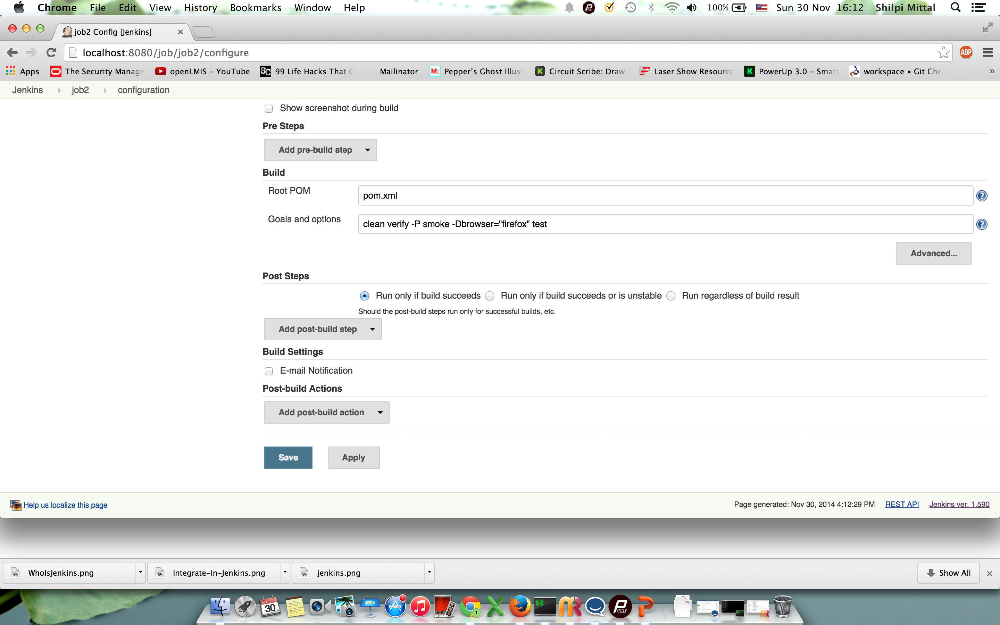 Chrome File Edit View History Bookmarks Window Help 100% Sun 30 Nov 16:12 Shilpi Mittal
job2 Config [Jenkins]
localhost:8080/job/job2/configure
ABP
Apps The Security Manage openLMIS - YouTube Sc 99 Life Hacks That C Mailinator M: Pepper's Ghost Illusi K Circuit Scribe: Draw Laser Show Resource K PowerUp 3.0 - Smart workspace • Git Che »
Jenkins job2 configuration
Show screenshot during build
Pre Steps
Add pre-build step
Build
Root POM pom.xml
Goals and options clean verify -P smoke -Dbrowser="firefox" test
Advanced...
Post Steps
Run only if build succeeds Run only if build succeeds or is unstable Run regardless of build result
Should the post-build steps run only for successful builds, etc.
Add post-build step
Build Settings
E-mail Notification
Post-build Actions
Add post-build action
Save Apply
Help us localize this page Page generated: Nov 30, 2014 4:12:29 PM REST API Jenkins ver. 1.590
WhoIsJenkins.png Integrate-In-Jenkins.png jenkins.png Show All
NOV 30 1 1 $ P max